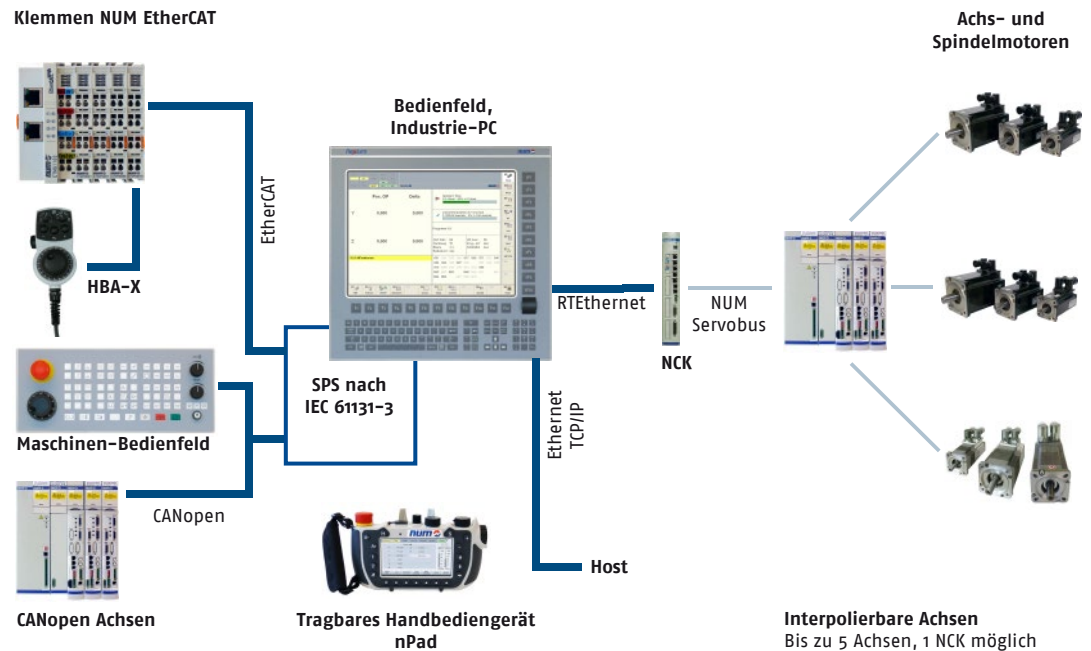 Klemmen NUM EtherCAT
Achs- und
Spindelmotoren
Bedienfeld,
Industrie-PC
num
EtherCAT
HBA-X
RTEthernet
NUM
Servobus
NCK
SPS nach
IEC 61131-3
Ethernet
TCP/IP
Maschinen-Bedienfeld
CANopen
num
Host
CANopen Achsen
Tragbares Handbediengerät
nPad
Interpolierbare Achsen
Bis zu 5 Achsen, 1 NCK möglich